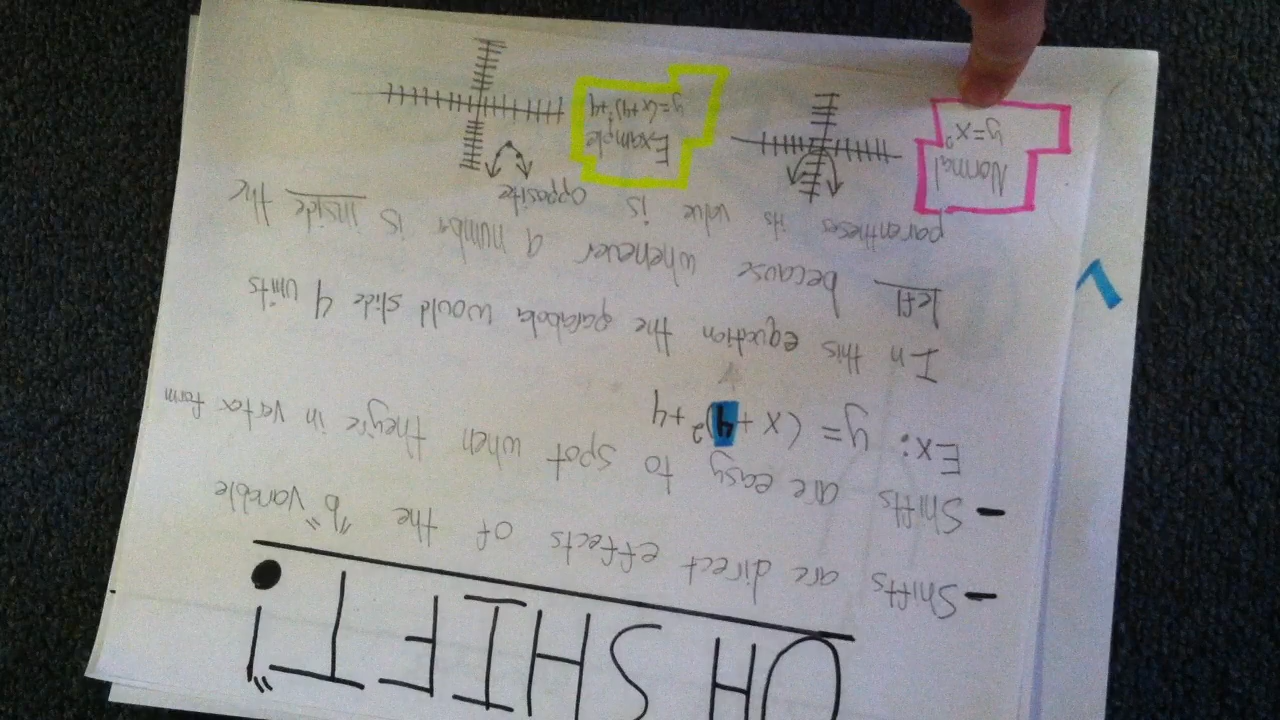 OH SHIFT!"
- Shifts are direct effects of the "b" variable
- Shifts are easy to spot when they're in vertex form
Ex: y = (x+4)²+4
In this equation the parabola would slide 4 units
left because whenever a number is inside the
parentheses its value is opposite
Normal
y=x²
Example
y=(x+4)²+4
7